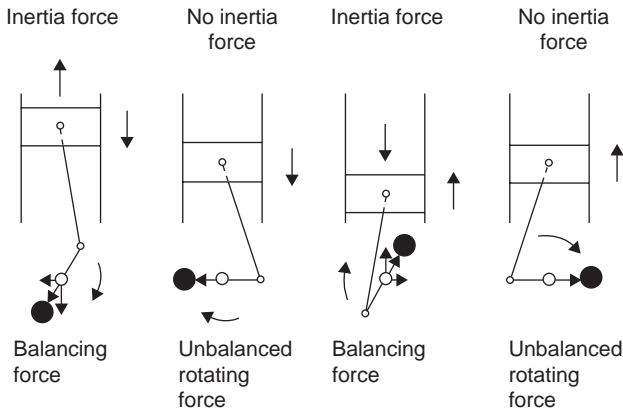 Inertia force
No inertia
force
Inertia force
No inertia
force
Balancing
force
Unbalanced
rotating
force
Balancing
force
Unbalanced
rotating
force